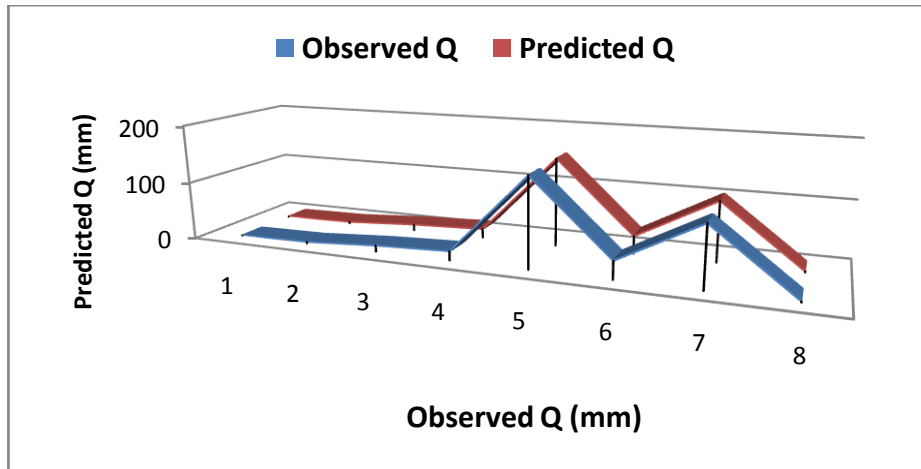 Observed Q Predicted Q
Predicted Q (mm)
200
100
0
1 2 3 4 5 6 7 8
Observed Q (mm)